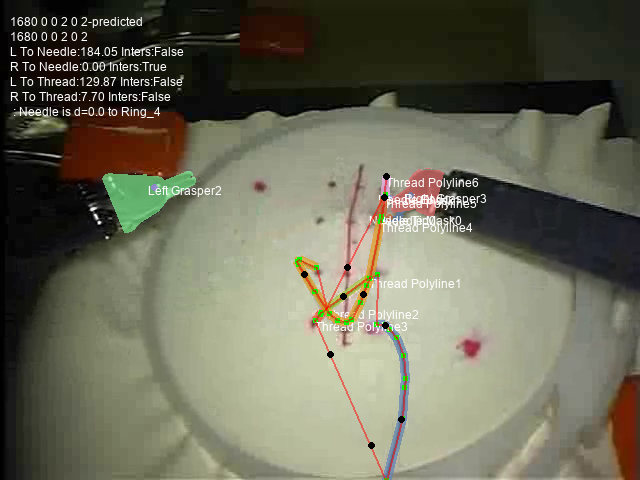 1680 0 0 2 0 2-predicted
1680 0 0 2 0 2
L To Needle:184.05 Inters:False
R To Needle:0.00 Inters:True
L To Thread:129.87 Inters:False
R To Thread:7.70 Inters:False
: Needle is d=0.0 to Ring_4
Thread Polyline6
Left Grasper2
Thread Polyline4
Thread Polyline1
Thread Polyline2
Thread Polyline3